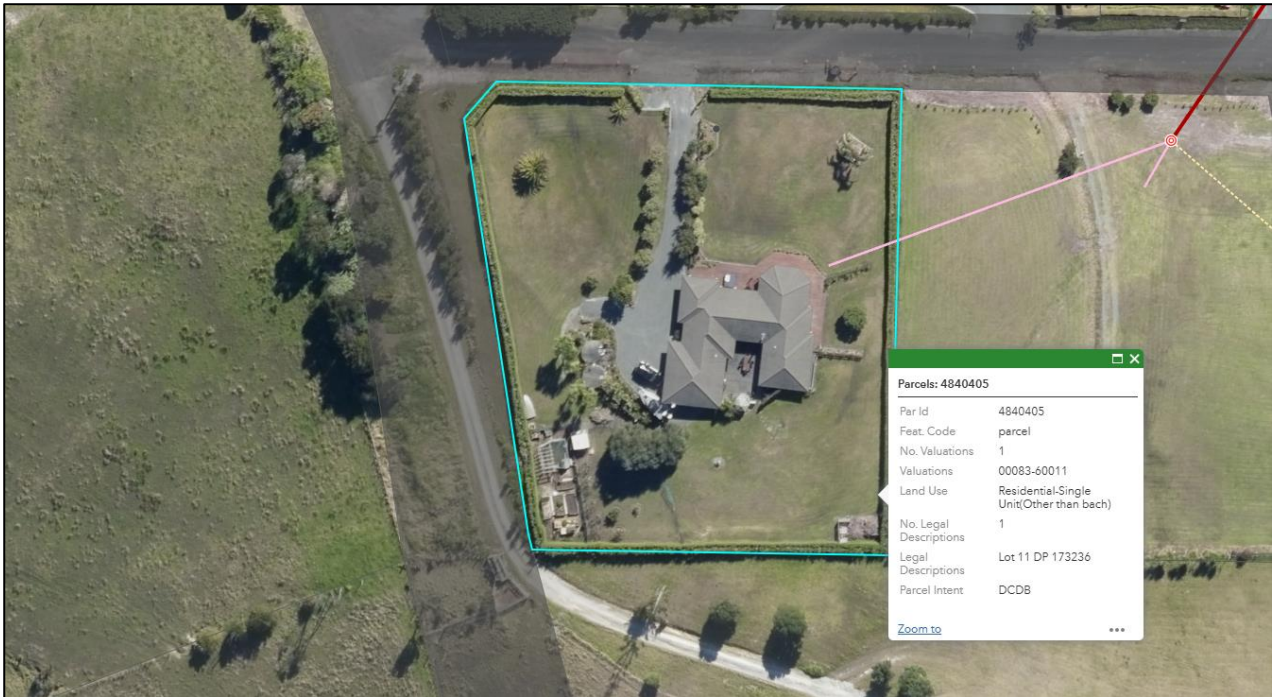 Parcels: 4840405
Par Id 4840405
Feat. Code parcel
No. Valuations 1
Valuations 00083-60011
Land Use Residential-Single
Unit(Other than bach)
No. Legal 1
Descriptions
Legal Lot 11 DP 173236
Descriptions
Parcel Intent DCDB
Zoom to